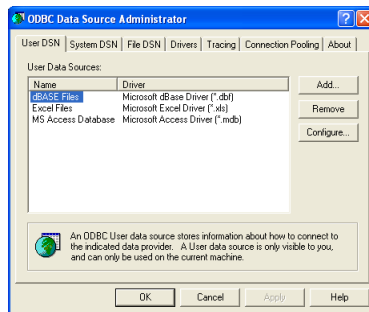 ODBC Data Source Administrator
User DSN System DSN File DSN Drivers Tracing Connection Pooling About
User Data Sources:
Name Driver
dBASE Files Microsoft dBase Driver (*.dbf)
Excel Files Microsoft Excel Driver (*.xls)
MS Access Database Microsoft Access Driver (*.mdb)
Add...
Remove
Configure...
An ODBC User data source stores information about how to connect to
the indicated data provider. A User data source is only visible to you,
and can only be used on the current machine.
OK Cancel Apply Help